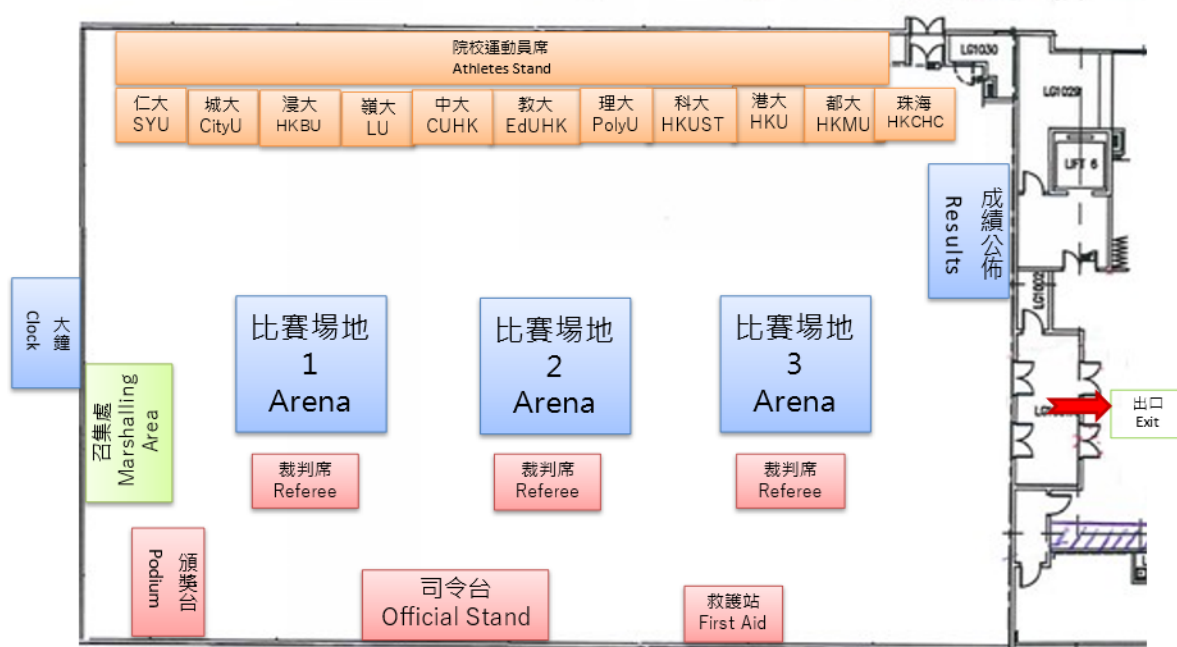 院校運動員席
Athletes Stand
LG1030
仁大
SYU
城大
CityU
浸大
HKBU
嶺大
LU
中大
CUHK
教大
EdUHK
理大
PolyU
科大
HKUST
港大
HKU
都大
HKMU
珠海
HKCHC
LG1029
LIFT 6
成績公佈
Results
LG1002
大鐘
Clock
比賽場地
1
Arena
比賽場地
2
Arena
比賽場地
3
Arena
出口
Exit
召集處
Marshalling
Area
裁判席
Referee
裁判席
Referee
裁判席
Referee
頒獎台
Podium
司令台
Official Stand
救護站
First Aid